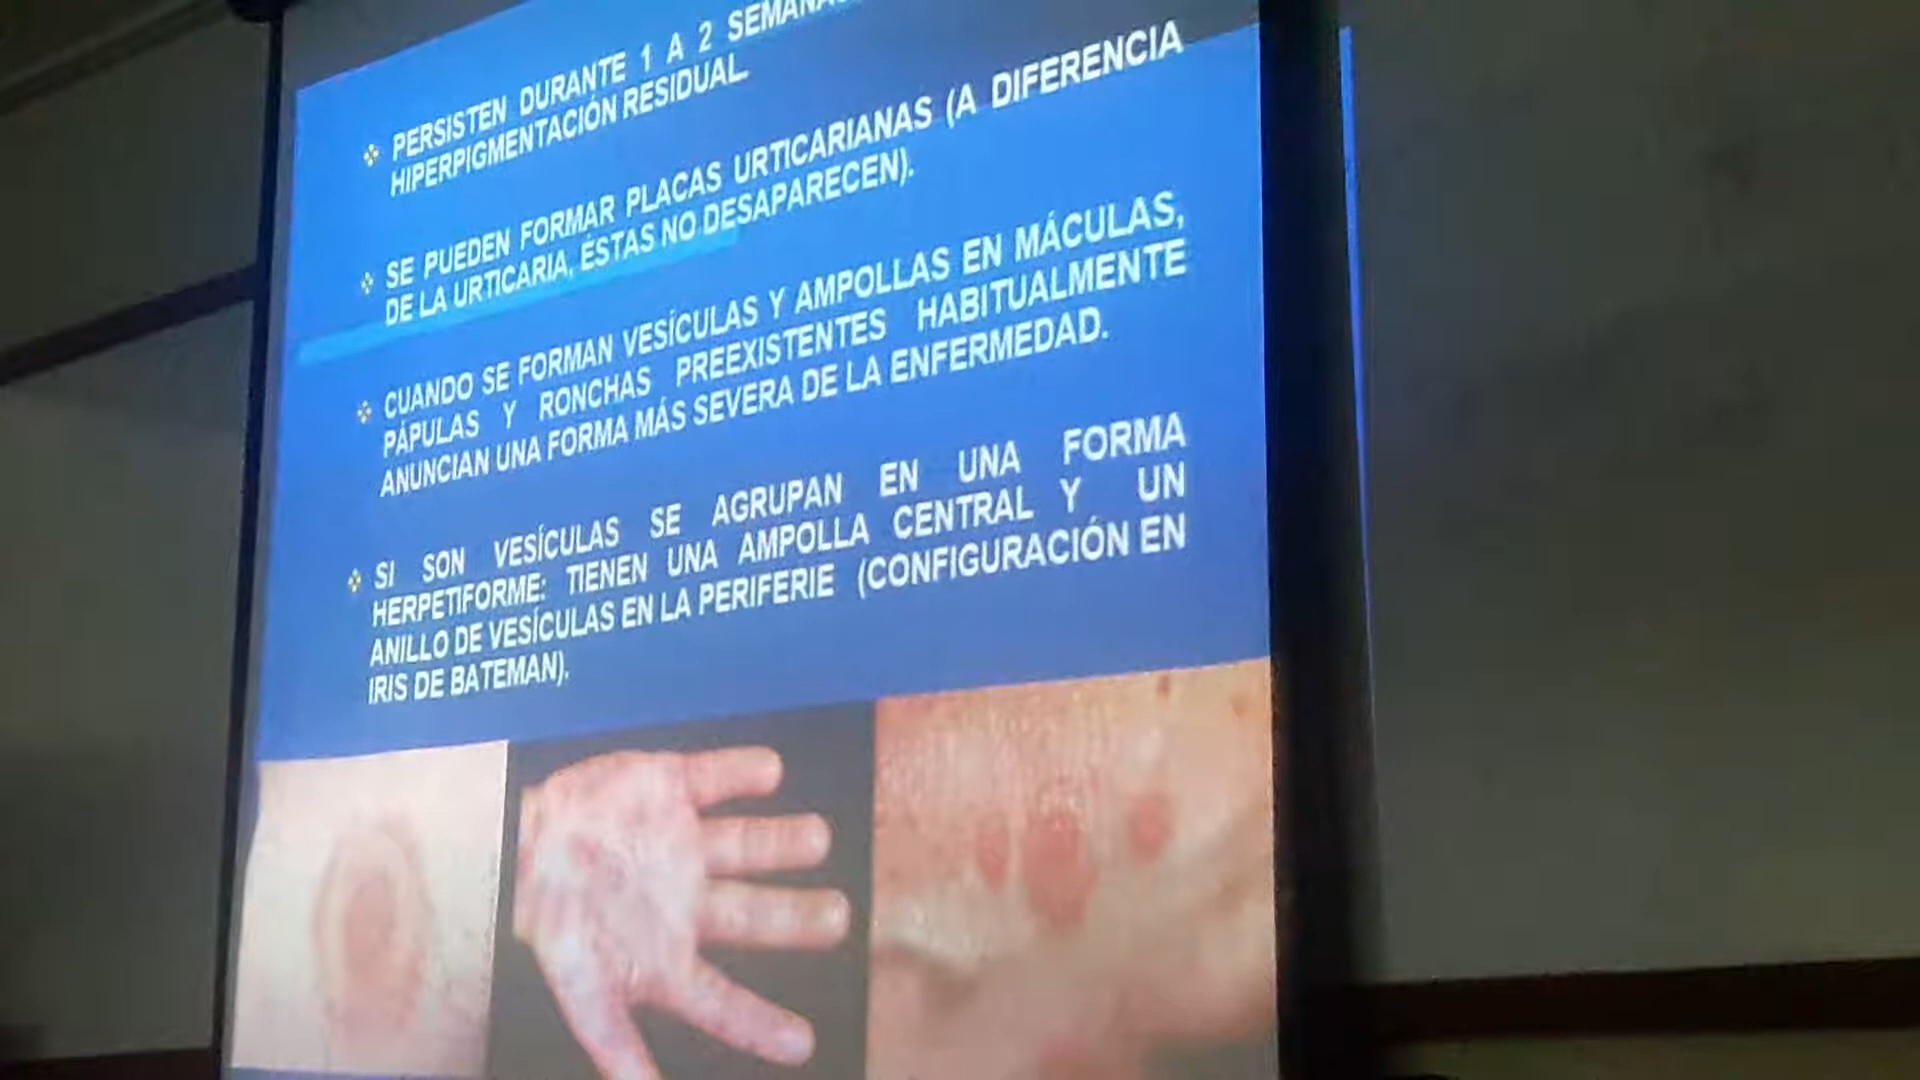 PERSISTEN DURANTE 1 A 2 SEMANAS
HIPERPIGMENTACIÓN RESIDUAL.
SE PUEDEN FORMAR PLACAS URTICARIANAS (A DIFERENCIA
DE LA URTICARIA, ÉSTAS NO DESAPARECEN).
CUANDO SE FORMAN VESÍCULAS Y AMPOLLAS EN MÁCULAS,
PÁPULAS Y RONCHAS PREEXISTENTES HABITUALMENTE
ANUNCIAN UNA FORMA MÁS SEVERA DE LA ENFERMEDAD.
SI SON VESÍCULAS SE AGRUPAN EN UNA FORMA
HERPETIFORME: TIENEN UNA AMPOLLA CENTRAL Y UN
ANILLO DE VESÍCULAS EN LA PERIFERIE (CONFIGURACIÓN EN
IRIS DE BATEMAN).